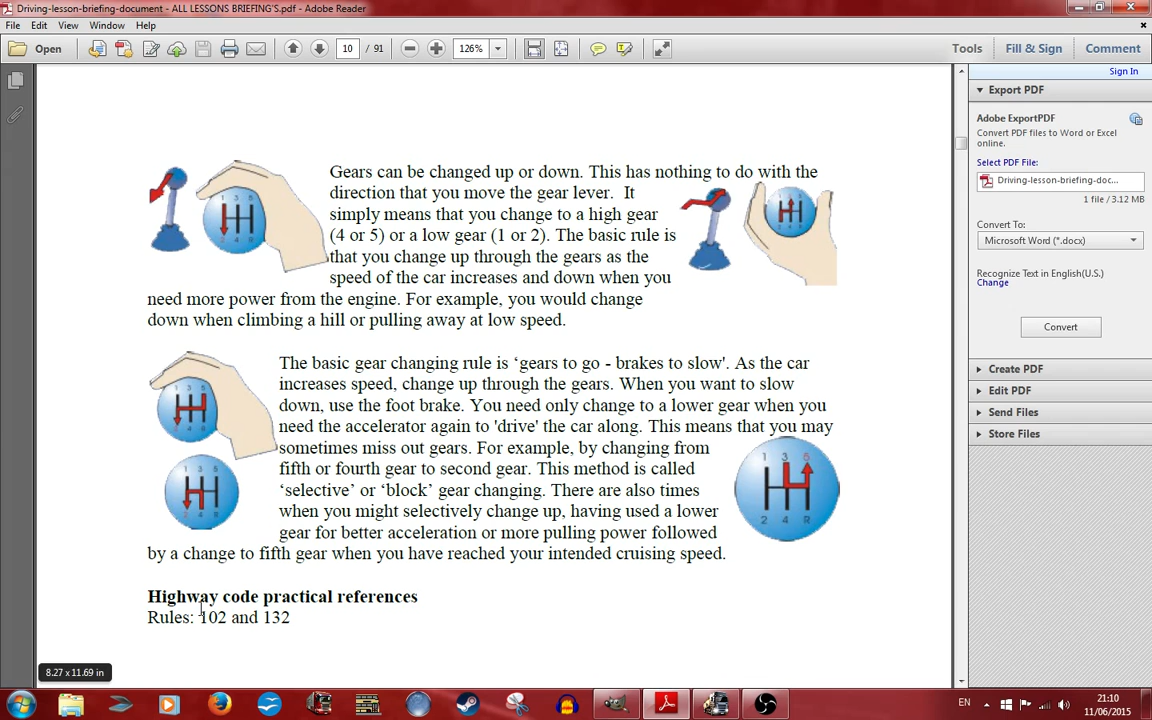 Driving-lesson-briefing-document - ALL LESSONS BRIEFING'S.pdf - Adobe Reader
File Edit View Window Help
Open 10 / 91 126% Tools Fill & Sign Comment
Sign In
Gears can be changed up or down. This has nothing to do with the
direction that you move the gear lever. It
simply means that you change to a high gear
(4 or 5) or a low gear (1 or 2). The basic rule is
that you change up through the gears as the
speed of the car increases and down when you
need more power from the engine. For example, you would change
down when climbing a hill or pulling away at low speed.
1 3 5
2 4 R
The basic gear changing rule is ‘gears to go - brakes to slow'. As the car
increases speed, change up through the gears. When you want to slow
down, use the foot brake. You need only change to a lower gear when you
need the accelerator again to 'drive' the car along. This means that you may
sometimes miss out gears. For example, by changing from
fifth or fourth gear to second gear. This method is called
‘selective’ or ‘block’ gear changing. There are also times
when you might selectively change up, having used a lower
gear for better acceleration or more pulling power followed
by a change to fifth gear when you have reached your intended cruising speed.
Highway code practical references
Rules: 102 and 132
8.27 x 11.69 in
Export PDF
Adobe ExportPDF
Convert PDF files to Word or Excel
online.
Select PDF File:
Driving-lesson-briefing-doc...
1 file / 3.12 MB
Convert To:
Microsoft Word (*.docx)
Recognize Text in English(U.S.)
Change
Convert
Create PDF
Edit PDF
Send Files
Store Files
EN
21:10
11/06/2015